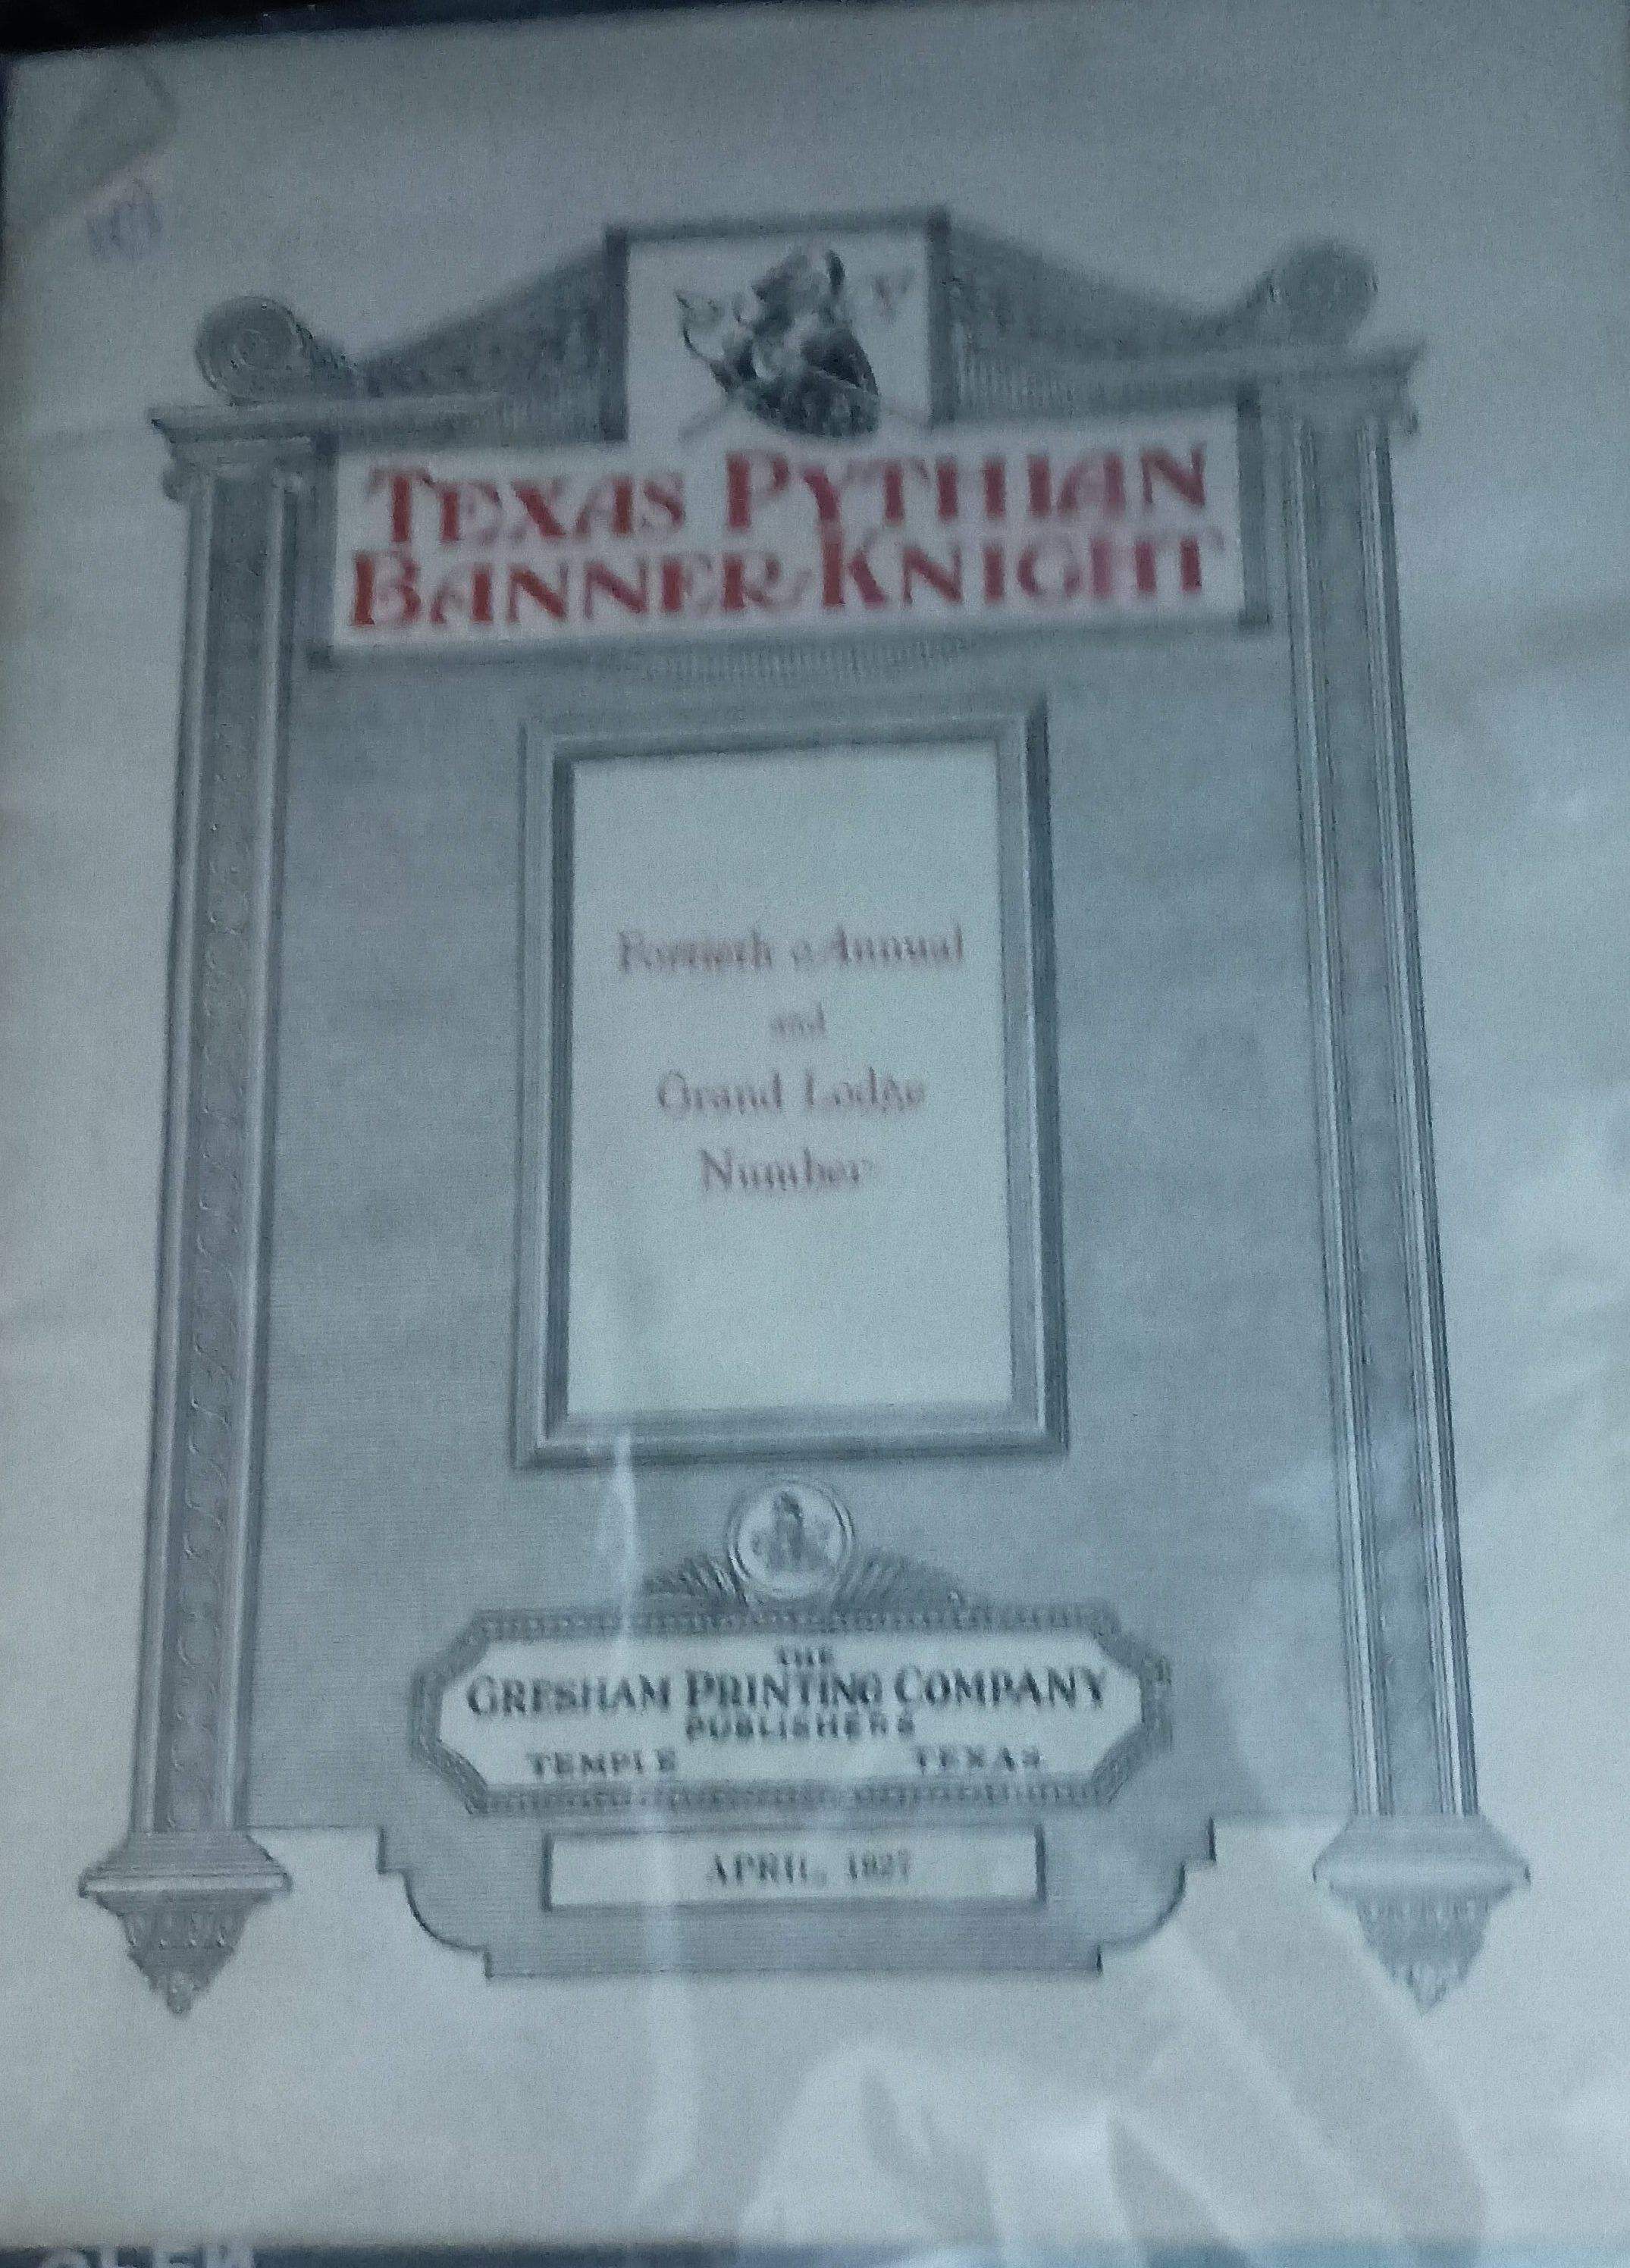 TEXAS PYTHIAN
BANNER-KNIGHT
Fortieth Annual
and
Grand Lodge
Number
THE
GRESHAM PRINTING COMPANY
PUBLISHERS
TEMPLE TEXAS
APRIL, 1927